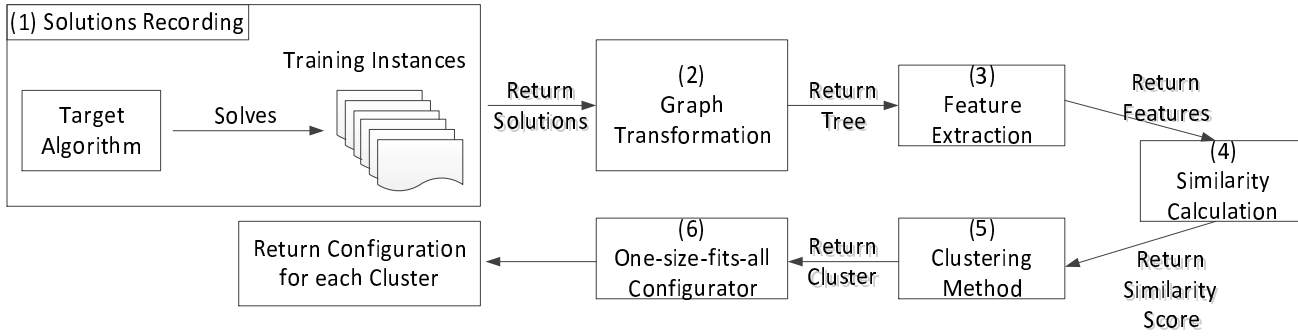 (1) Solutions Recording
Training Instances
Target
Algorithm
Solves
Return
Solutions
(2)
Graph
Transformation
Return
Tree
(3)
Feature
Extraction
Return
Features
(4)
Similarity
Calculation
Return
Similarity
Score
(5)
Clustering
Method
Return
Cluster
(6)
One-size-fits-all
Configurator
Return Configuration
for each Cluster